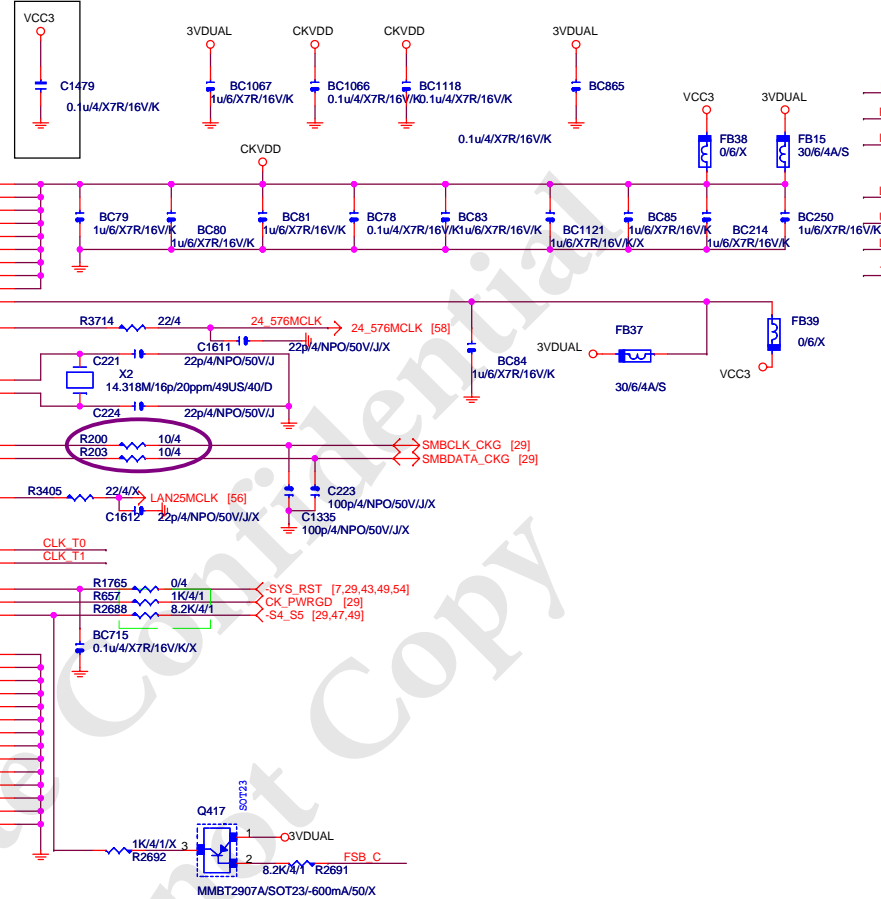 VCC3
3VDUAL
CKVDD
CKVDD
3VDUAL
C1479
0.1u/4/X7R/16V/K
BC1067
1u/6/X7R/16V/K
BC1066
0.1u/4/X7R/16V/K
BC1118
0.1u/4/X7R/16V/K
BC865
0.1u/4/X7R/16V/K
VCC3
3VDUAL
FB38
0/6/X
FB15
30/6/4A/S
CKVDD
BC79
1u/6/X7R/16V/K
BC80
1u/6/X7R/16V/K
BC81
1u/6/X7R/16V/K
BC78
0.1u/4/X7R/16V/K
BC83
1u/6/X7R/16V/K
BC1121
1u/6/X7R/16V/K/X
BC85
1u/6/X7R/16V/K
BC214
1u/6/X7R/16V/K
BC250
1u/6/X7R/16V/K
R3714 22/4
24_576MCLK
24_576MCLK [58]
C1611
22p/4/NPO/50V/J/X
C221
22p/4/NPO/50V/J
X2
14.318M/16p/20ppm/49US/40/D
C224
22p/4/NPO/50V/J
BC84
1u/6/X7R/16V/K
3VDUAL
FB37
30/6/4A/S
FB39
0/6/X
VCC3
R200 10/4
SMBCLK_CKG [29]
R203 10/4
SMBDATA_CKG [29]
R3405 22/4/X
LAN25MCLK [56]
C1612
22p/4/NPO/50V/J/X
C223
100p/4/NPO/50V/J/X
C1335
100p/4/NPO/50V/J/X
CLK_T0
CLK_T1
R1765 0/4
-SYS_RST [7,29,43,49,54]
R657 1K/4/1
CK_PWRGD [29]
R2688 8.2K/4/1
-S4_S5 [29,47,49]
BC715
0.1u/4/X7R/16V/K/X
Q417
SOT23
1
3VDUAL
1K/4/1/X
3
R2692
2
8.2K/4/1
R2691
FSB_C
MMBT2907A/SOT23/-600mA/50/X
Confidential
not Copy